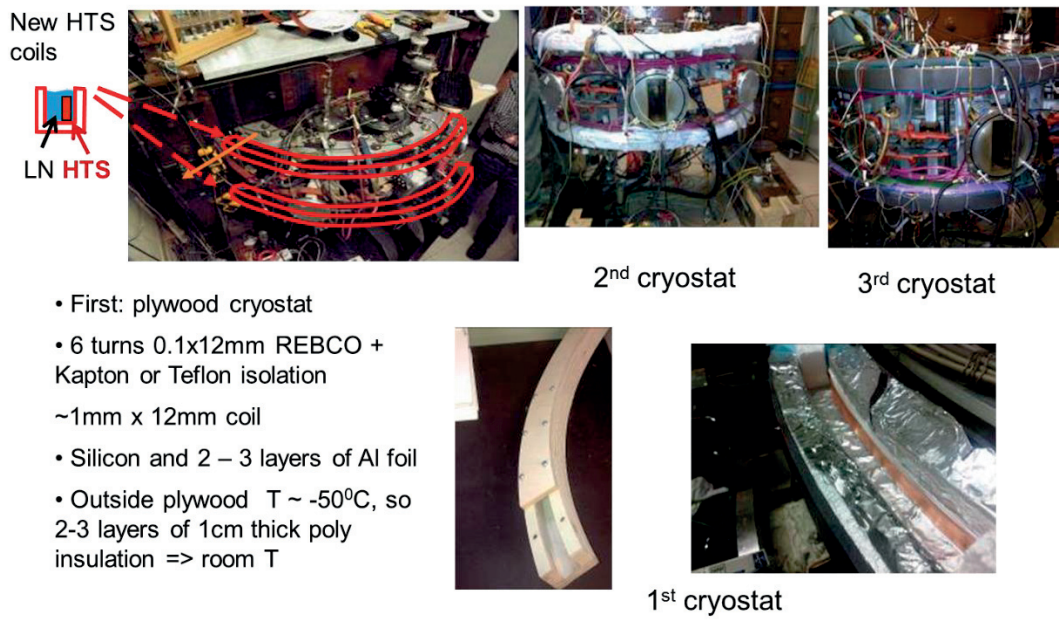 New HTS
coils
LN HTS
2nd cryostat
3rd cryostat
• First: plywood cryostat
• 6 turns 0.1x12mm REBCO +
Kapton or Teflon isolation
~1mm x 12mm coil
• Silicon and 2 – 3 layers of Al foil
• Outside plywood T ~ -50⁰C, so
2-3 layers of 1cm thick poly
insulation => room T
1st cryostat